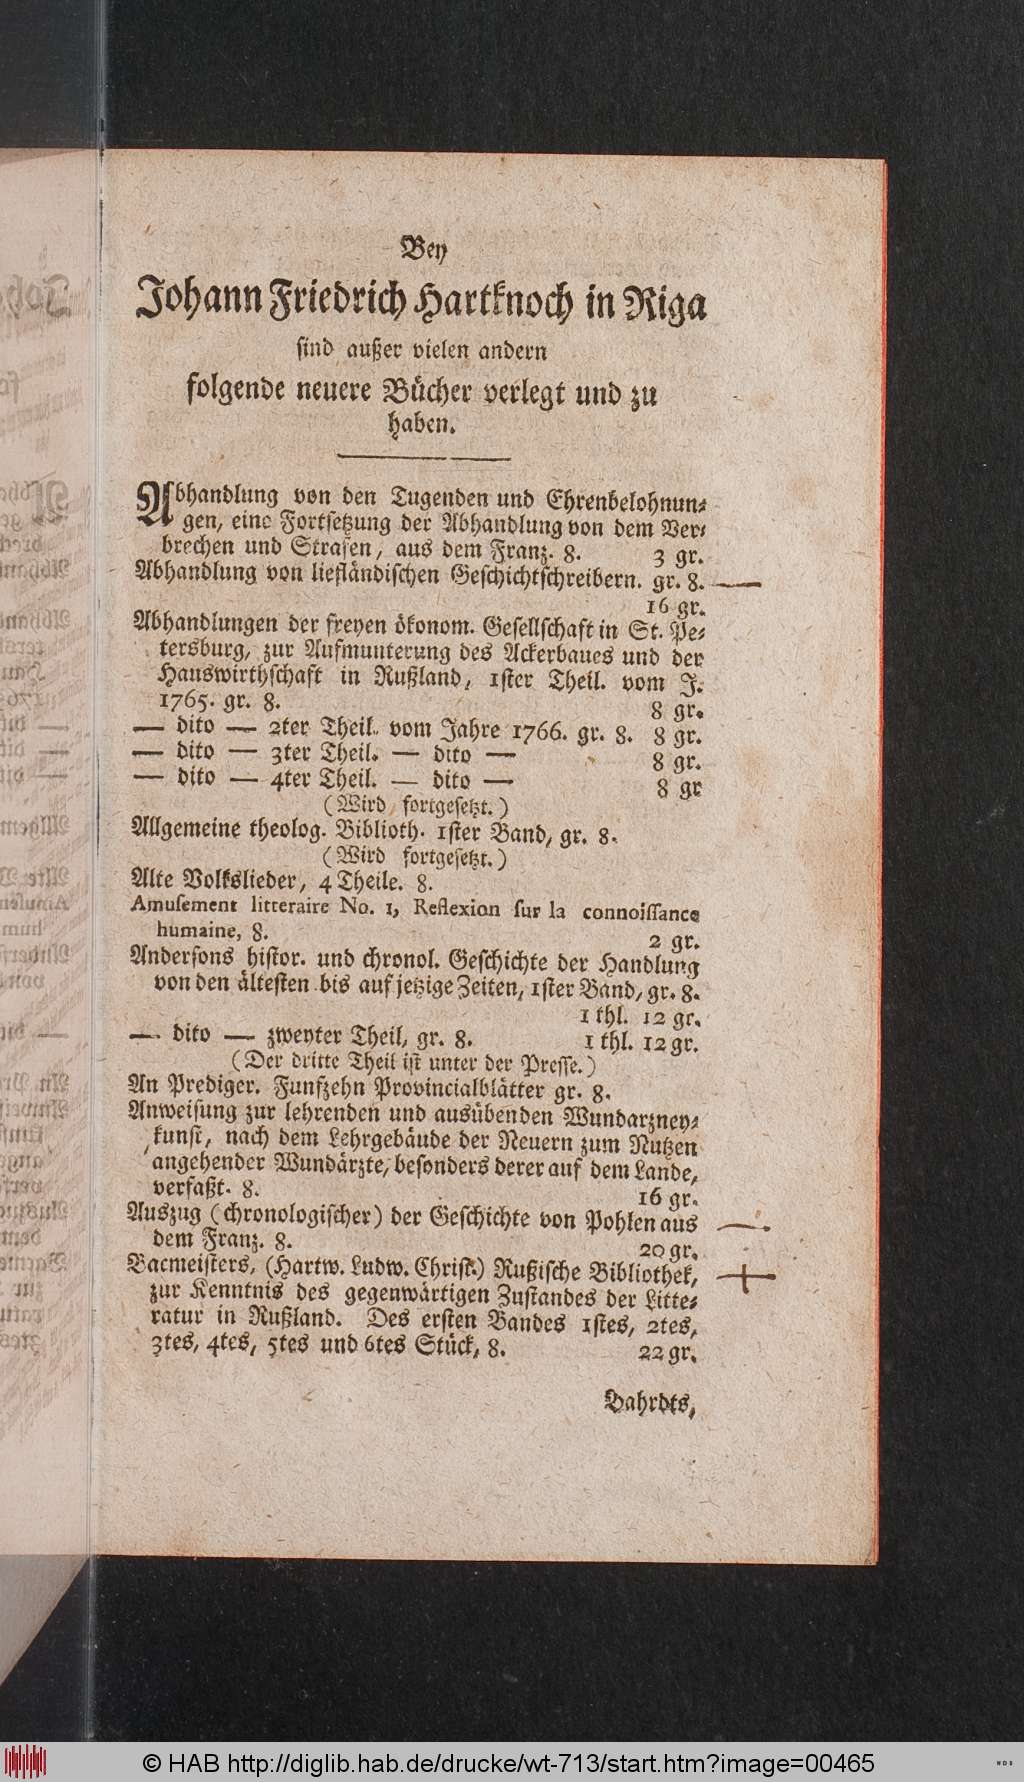 Bey
Johann Friedrich Hartknoch in Riga
sind außer vielen andern
folgende neuere Bücher verlegt und zu
haben.
Abhandlung von den Tugenden und Ehrenbelohnun-
gen, eine Fortsetzung der Abhandlung von dem Ver-
brechen und Strafen, aus dem Franz. 8. 3 gr.
Abhandlung von liefländischen Geschichtschreibern. gr. 8.
16 gr.
Abhandlungen der freyen ökonom. Gesellschaft in St. Pe-
tersburg, zur Aufmunterung des Ackerbaues und der
Hauswirthschaft in Rußland, 1ster Theil. vom J.
1765. gr. 8. 8 gr.
— dito — 2ter Theil. vom Jahre 1766. gr. 8. 8 gr.
— dito — 3ter Theil. — dito — 8 gr.
— dito — 4ter Theil. — dito — 8 gr
(Wird fortgesetzt.)
Allgemeine theolog. Biblioth. 1ster Band, gr. 8.
(Wird fortgesetzt.)
Alte Volkslieder, 4 Theile. 8.
Amusement litteraire No. 1, Reflexion sur la connoissance
humaine, 8. 2 gr.
Andersons histor. und chronol. Geschichte der Handlung
von den ältesten bis auf jetzige Zeiten, 1ster Band, gr. 8.
1 thl. 12 gr.
— dito — zweyter Theil, gr. 8. 1 thl. 12 gr.
(Der dritte Theil ist unter der Presse.)
An Prediger. Funfzehn Provincialblätter gr. 8.
Anweisung zur lehrenden und ausübenden Wundarzney-
kunst, nach dem Lehrgebäude der Neuern zum Nutzen
angehender Wundärzte, besonders derer auf dem Lande,
verfaßt. 8. 16 gr.
Auszug (chronologischer) der Geschichte von Pohlen aus
dem Franz. 8. 20 gr.
Bacmeisters, (Hartw. Ludw. Christ.) Rußische Bibliothek,
zur Kenntnis des gegenwärtigen Zustandes der Litte-
ratur in Rußland. Des ersten Bandes 1stes, 2tes,
3tes, 4tes, 5tes und 6tes Stück, 8. 22 gr.
Bahrdts,
© HAB http://diglib.hab.de/drucke/wt-713/start.htm?image=00465